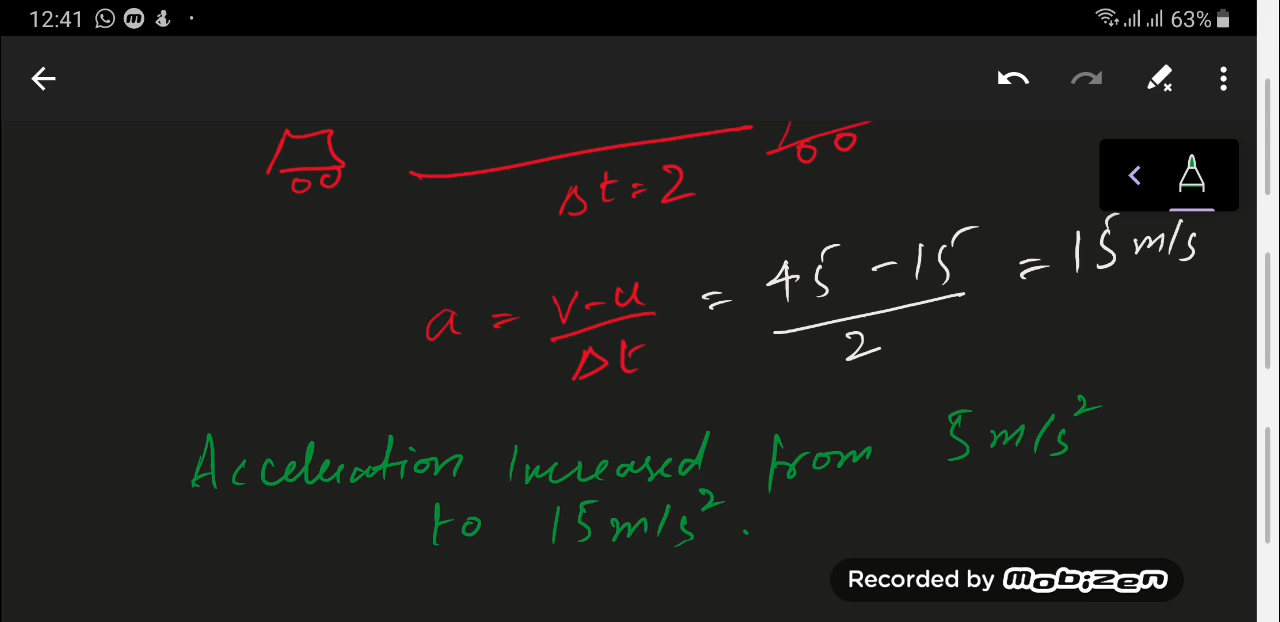 12:41 63%
Δt = 2
a = v-u/Δt = 45 - 15/2 = 15 m/s
Acceleration Increased from 5 m/s²
to 15 m/s².
Recorded by mobizen